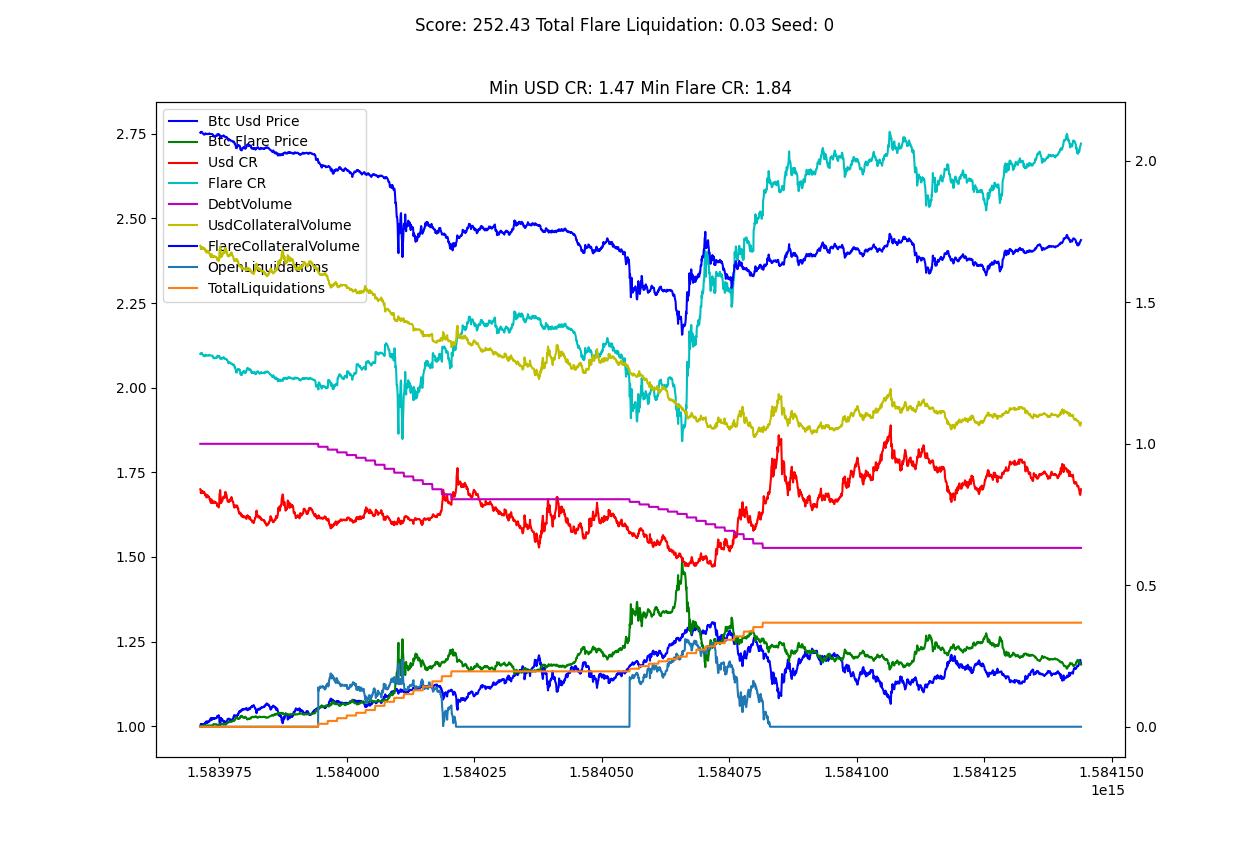 Score: 252.43 Total Flare Liquidation: 0.03 Seed: 0
Min USD CR: 1.47 Min Flare CR: 1.84
Btc Usd Price
Btc Flare Price
Usd CR
Flare CR
DebtVolume
UsdCollateralVolume
FlareCollateralVolume
OpenLiquidations
TotalLiquidations
2.75
2.50
2.25
2.00
1.75
1.50
1.25
1.00
2.0
1.5
1.0
0.5
0.0
1.583975 1.584000 1.584025 1.584050 1.584075 1.584100 1.584125 1.584150
1e15